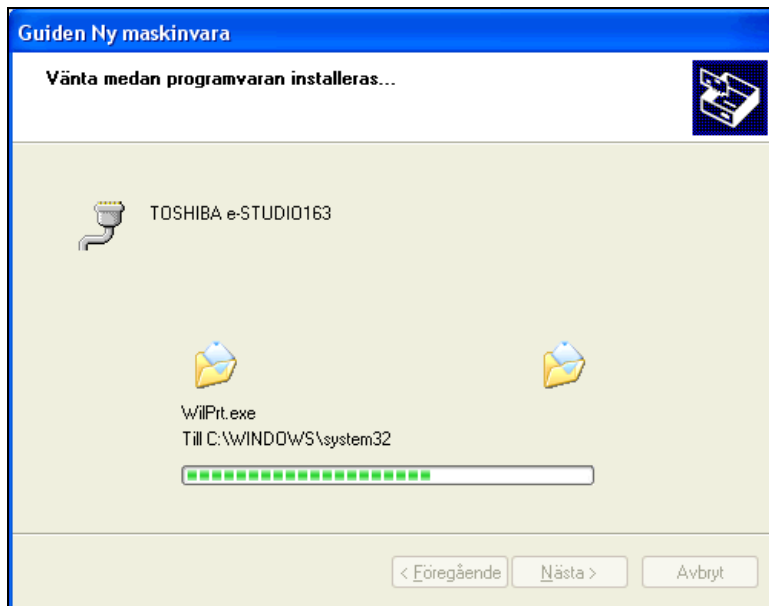 Guiden Ny maskinvara
Vänta medan programvaran installeras...
TOSHIBA e-STUDIO163
WilPrt.exe
Till C:\WINDOWS\system32
< Föregående
Nästa >
Avbryt